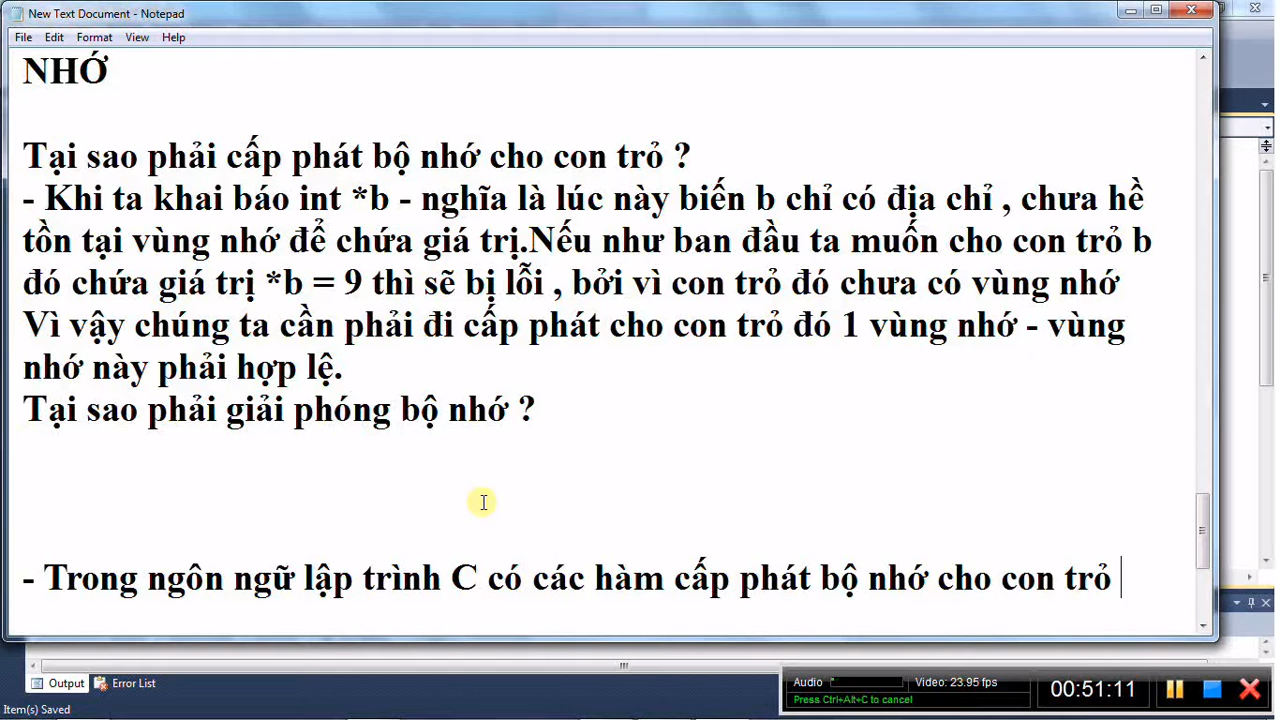 New Text Document - Notepad
File Edit Format View Help
NHỚ
Tại sao phải cấp phát bộ nhớ cho con trỏ ?
- Khi ta khai báo int *b - nghĩa là lúc này biến b chỉ có địa chỉ , chưa hề
tồn tại vùng nhớ để chứa giá trị.Nếu như ban đầu ta muốn cho con trỏ b
đó chứa giá trị *b = 9 thì sẽ bị lỗi , bởi vì con trỏ đó chưa có vùng nhớ
Vì vậy chúng ta cần phải đi cấp phát cho con trỏ đó 1 vùng nhớ - vùng
nhớ này phải hợp lệ.
Tại sao phải giải phóng bộ nhớ ?
- Trong ngôn ngữ lập trình C có các hàm cấp phát bộ nhớ cho con trỏ
Output Error List
Item(s) Saved
Audio Video: 23.95 fps
Press Ctrl+Alt+C to cancel
00:51:11